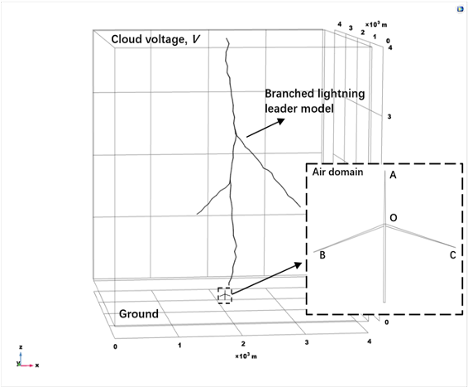 4 3 2 1 0 ×10³ m
Cloud voltage, V
4
Branched lightning
leader model
3
Air domain
A
O
B
C
Ground
0
0 1 2 3 4
×10³ m
z
y x